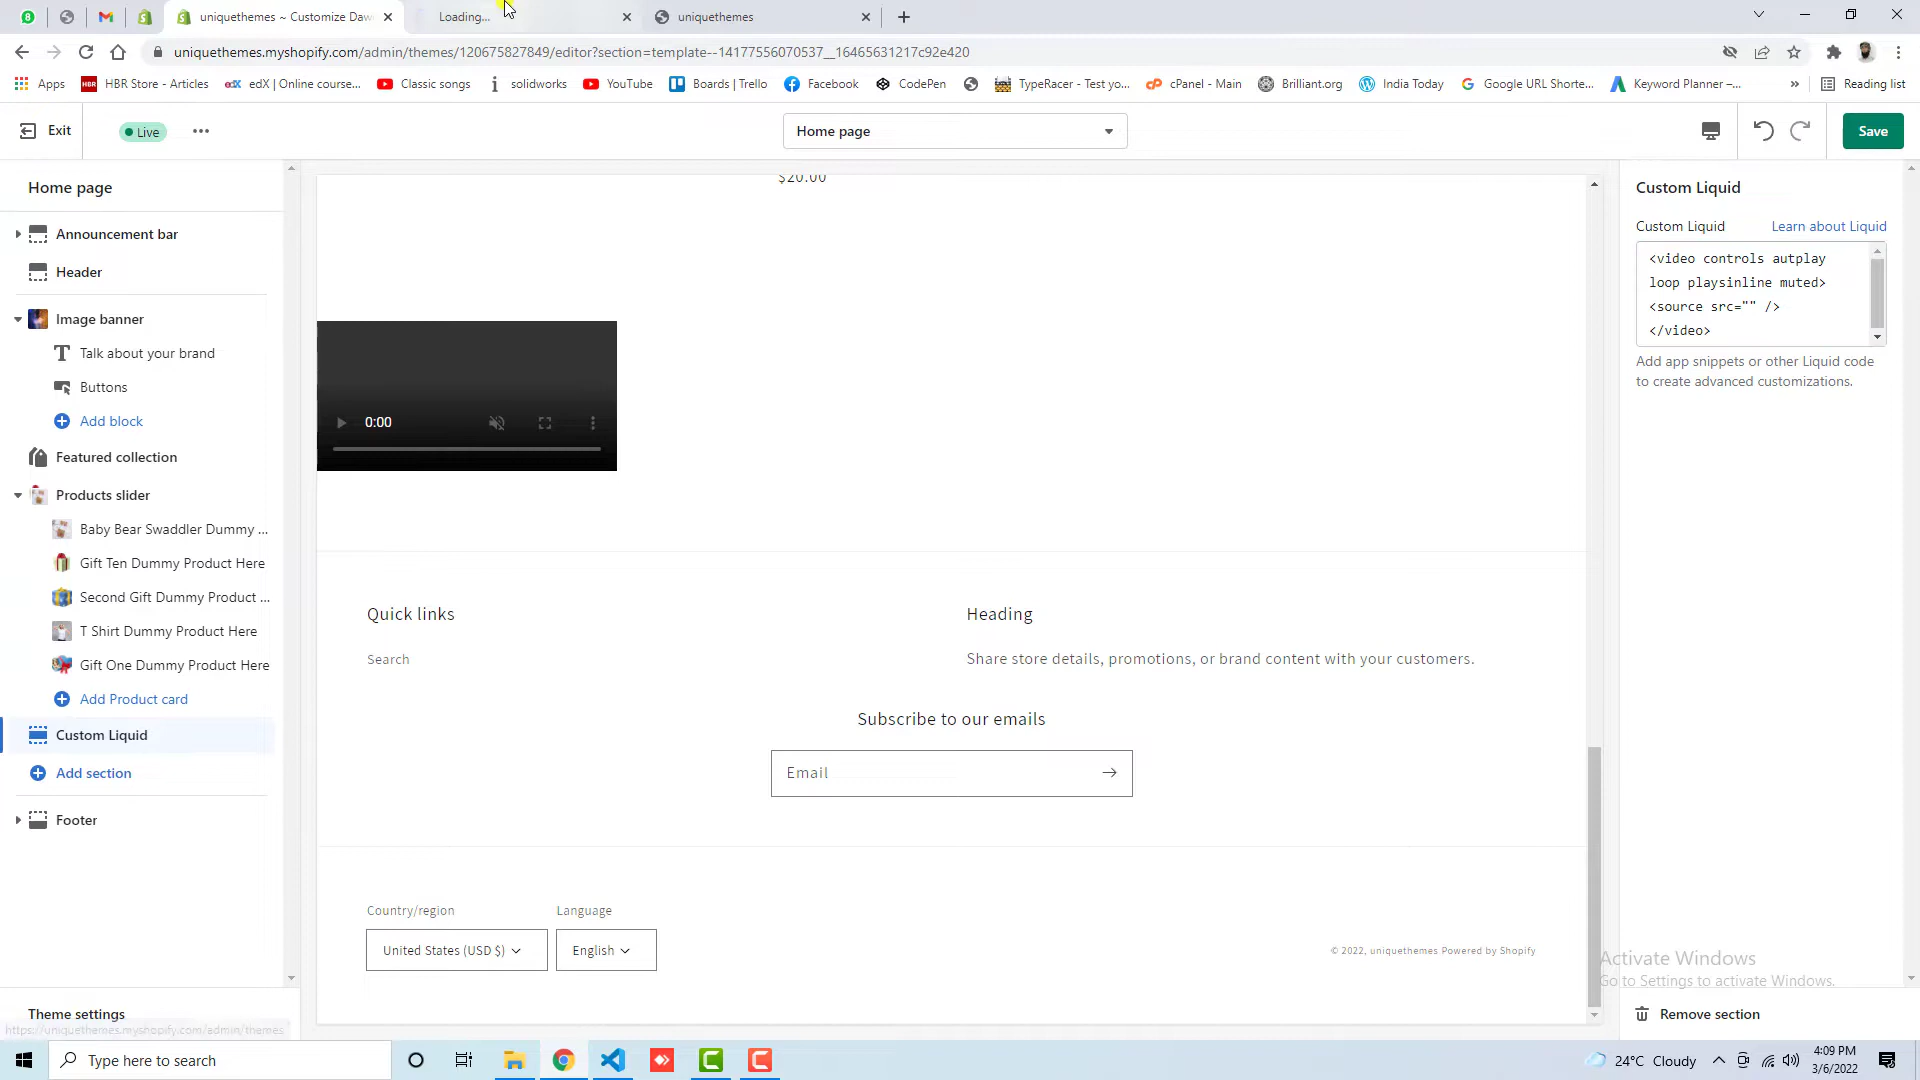 uniquethemes ~ Customize Daw
Loading...
uniquethemes
uniquethemes.myshopify.com/admin/themes/120675827849/editor?section=template--14177556070537__16465631217c92e420
Apps
HBR Store - Articles
edX | Online course...
Classic songs
solidworks
YouTube
Boards | Trello
Facebook
CodePen
TypeRacer - Test yo...
cPanel - Main
Brilliant.org
India Today
Google URL Shorte...
Keyword Planner –...
»
Reading list
Exit
Live
Home page
Save
Home page
Announcement bar
Header
Image banner
Talk about your brand
Buttons
Add block
Featured collection
Products slider
Baby Bear Swaddler Dummy ...
Gift Ten Dummy Product Here
Second Gift Dummy Product ...
T Shirt Dummy Product Here
Gift One Dummy Product Here
Add Product card
Custom Liquid
Add section
Footer
Theme settings
https://uniquethemes.myshopify.com/admin/themes
$20.00
0:00
Quick links
Search
Heading
Share store details, promotions, or brand content with your customers.
Subscribe to our emails
Email
Country/region
United States (USD $)
Language
English
© 2022, uniquethemes Powered by Shopify
Custom Liquid
Custom Liquid
Learn about Liquid
<video controls autplay
loop playsinline muted>
<source src="" />
</video>
Add app snippets or other Liquid code
to create advanced customizations.
Activate Windows
Go to Settings to activate Windows.
Remove section
Type here to search
24°C Cloudy
4:09 PM
3/6/2022